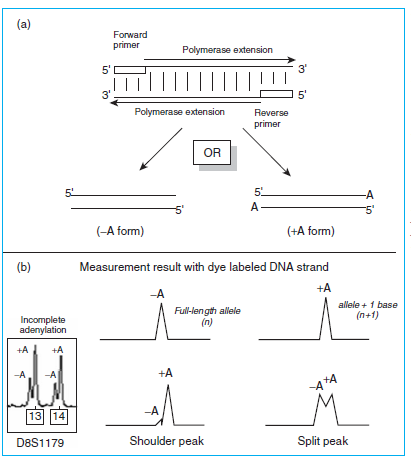 (a)
Forward
primer
Polymerase extension
5'
3'
3'
5'
Polymerase extension
Reverse
primer
OR
5'
5'
(–A form)
5'
A
A
5'
(+A form)
(b)
Measurement result with dye labeled DNA strand
–A
Full-length allele
(n)
+A
allele + 1 base
(n+1)
Incomplete
adenylation
+A
+A
–A
–A
13
14
D8S1179
+A
–A
Shoulder peak
–A
+A
Split peak